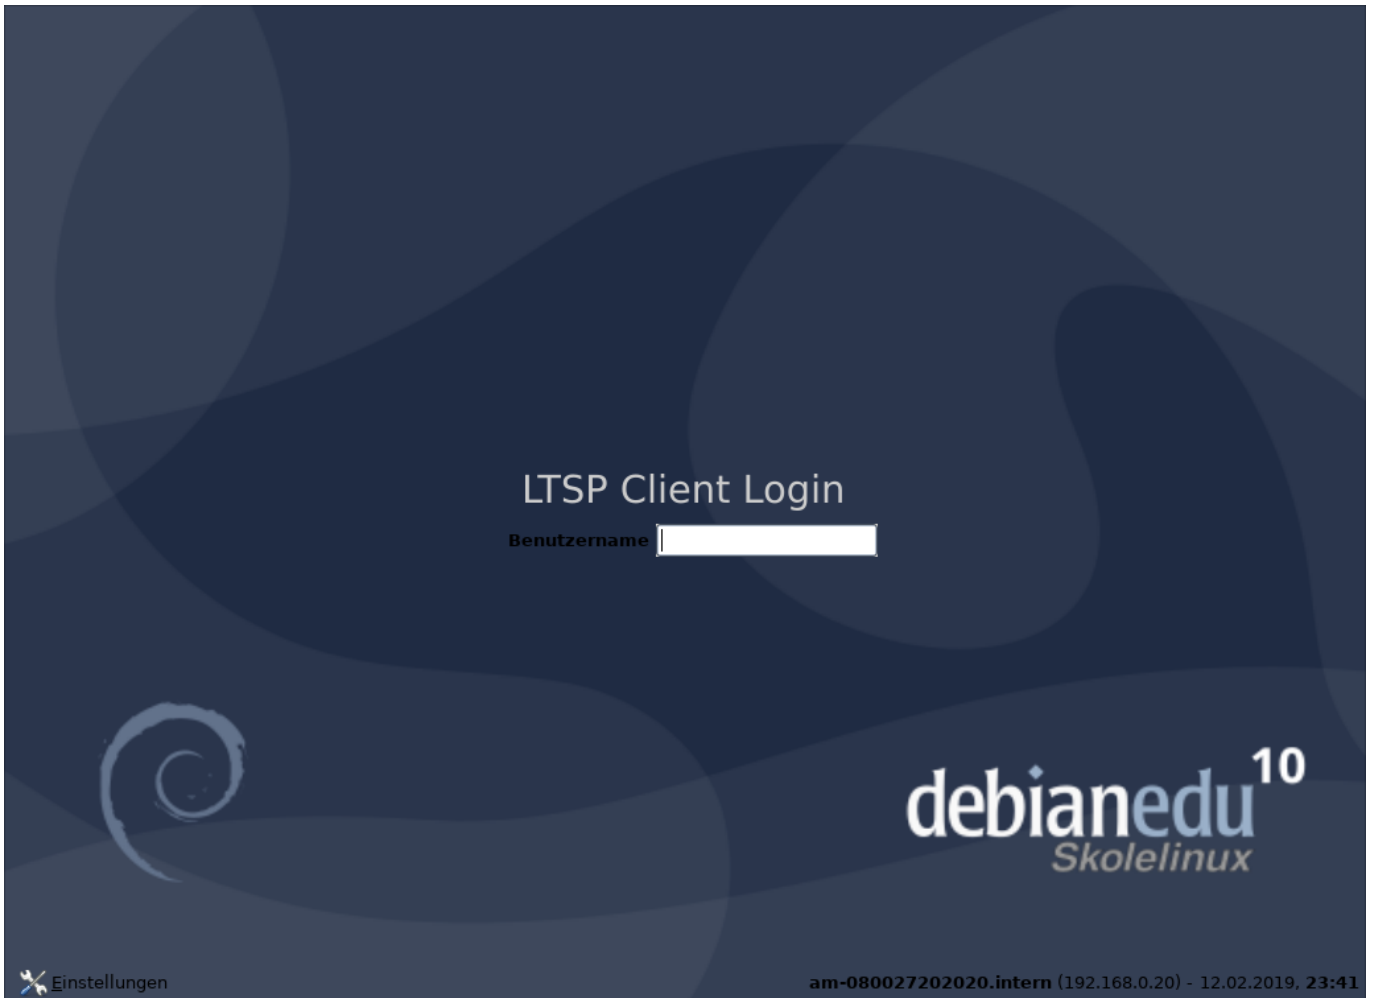 LTSP Client Login
Benutzername
debianedu 10
Skolelinux
Einstellungen
am-080027202020.intern (192.168.0.20) - 12.02.2019, 23:41